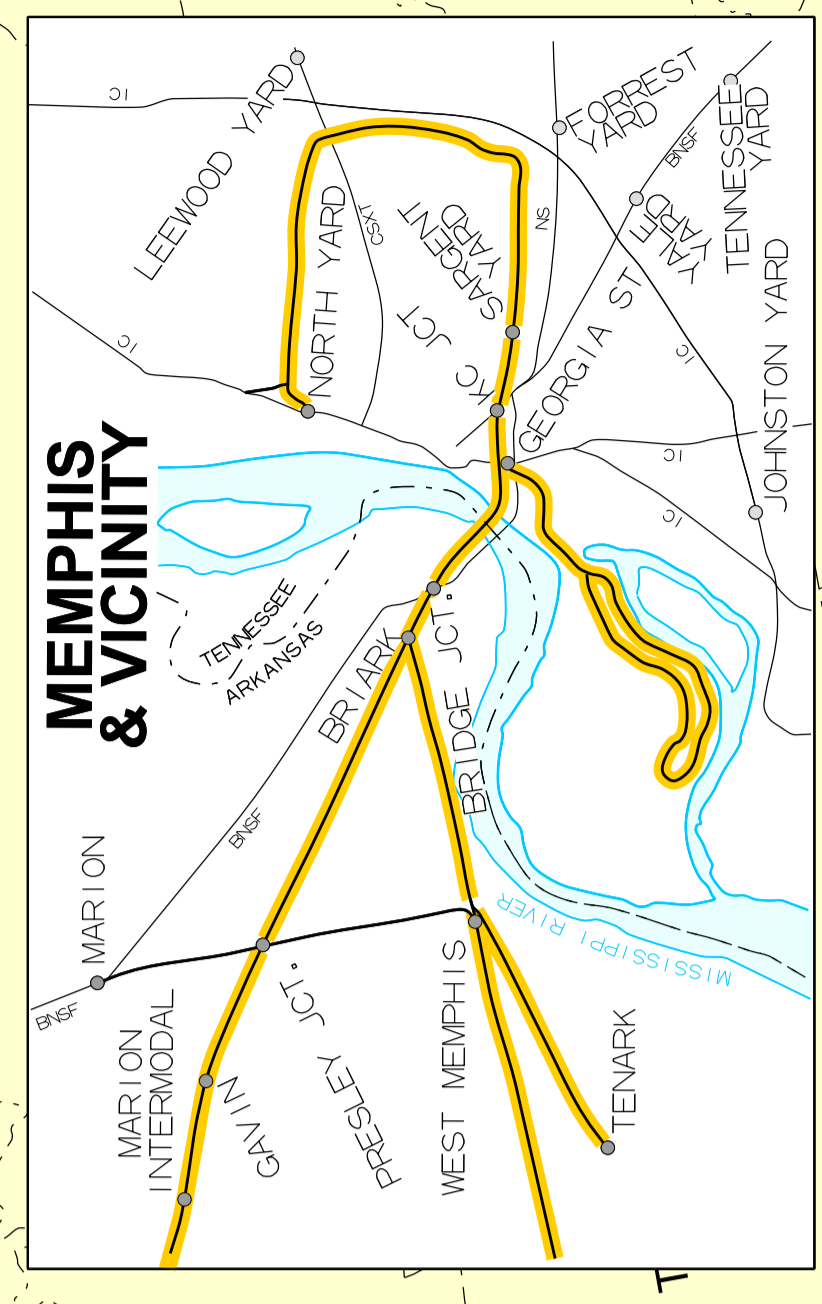 MEMPHIS
& VICINITY
IC
LEEWOOD YARD
FORREST
YARD
TENNESSEE
YARD
BNSF
YALE
YARD
NS
CSXT
SARGENT
YARD
NORTH YARD
KC JCT
GEORGIA ST
JOHNSTON YARD
IC
IC
IC
IC
TENNESSEE
ARKANSAS
BRIARK
BRIDGE JCT.
BNSF
MARION
BNSF
MISSISSIPPI RIVER
MARION
INTERMODAL
GAVIN
PRESLEY JCT.
WEST MEMPHIS
TENARK
T